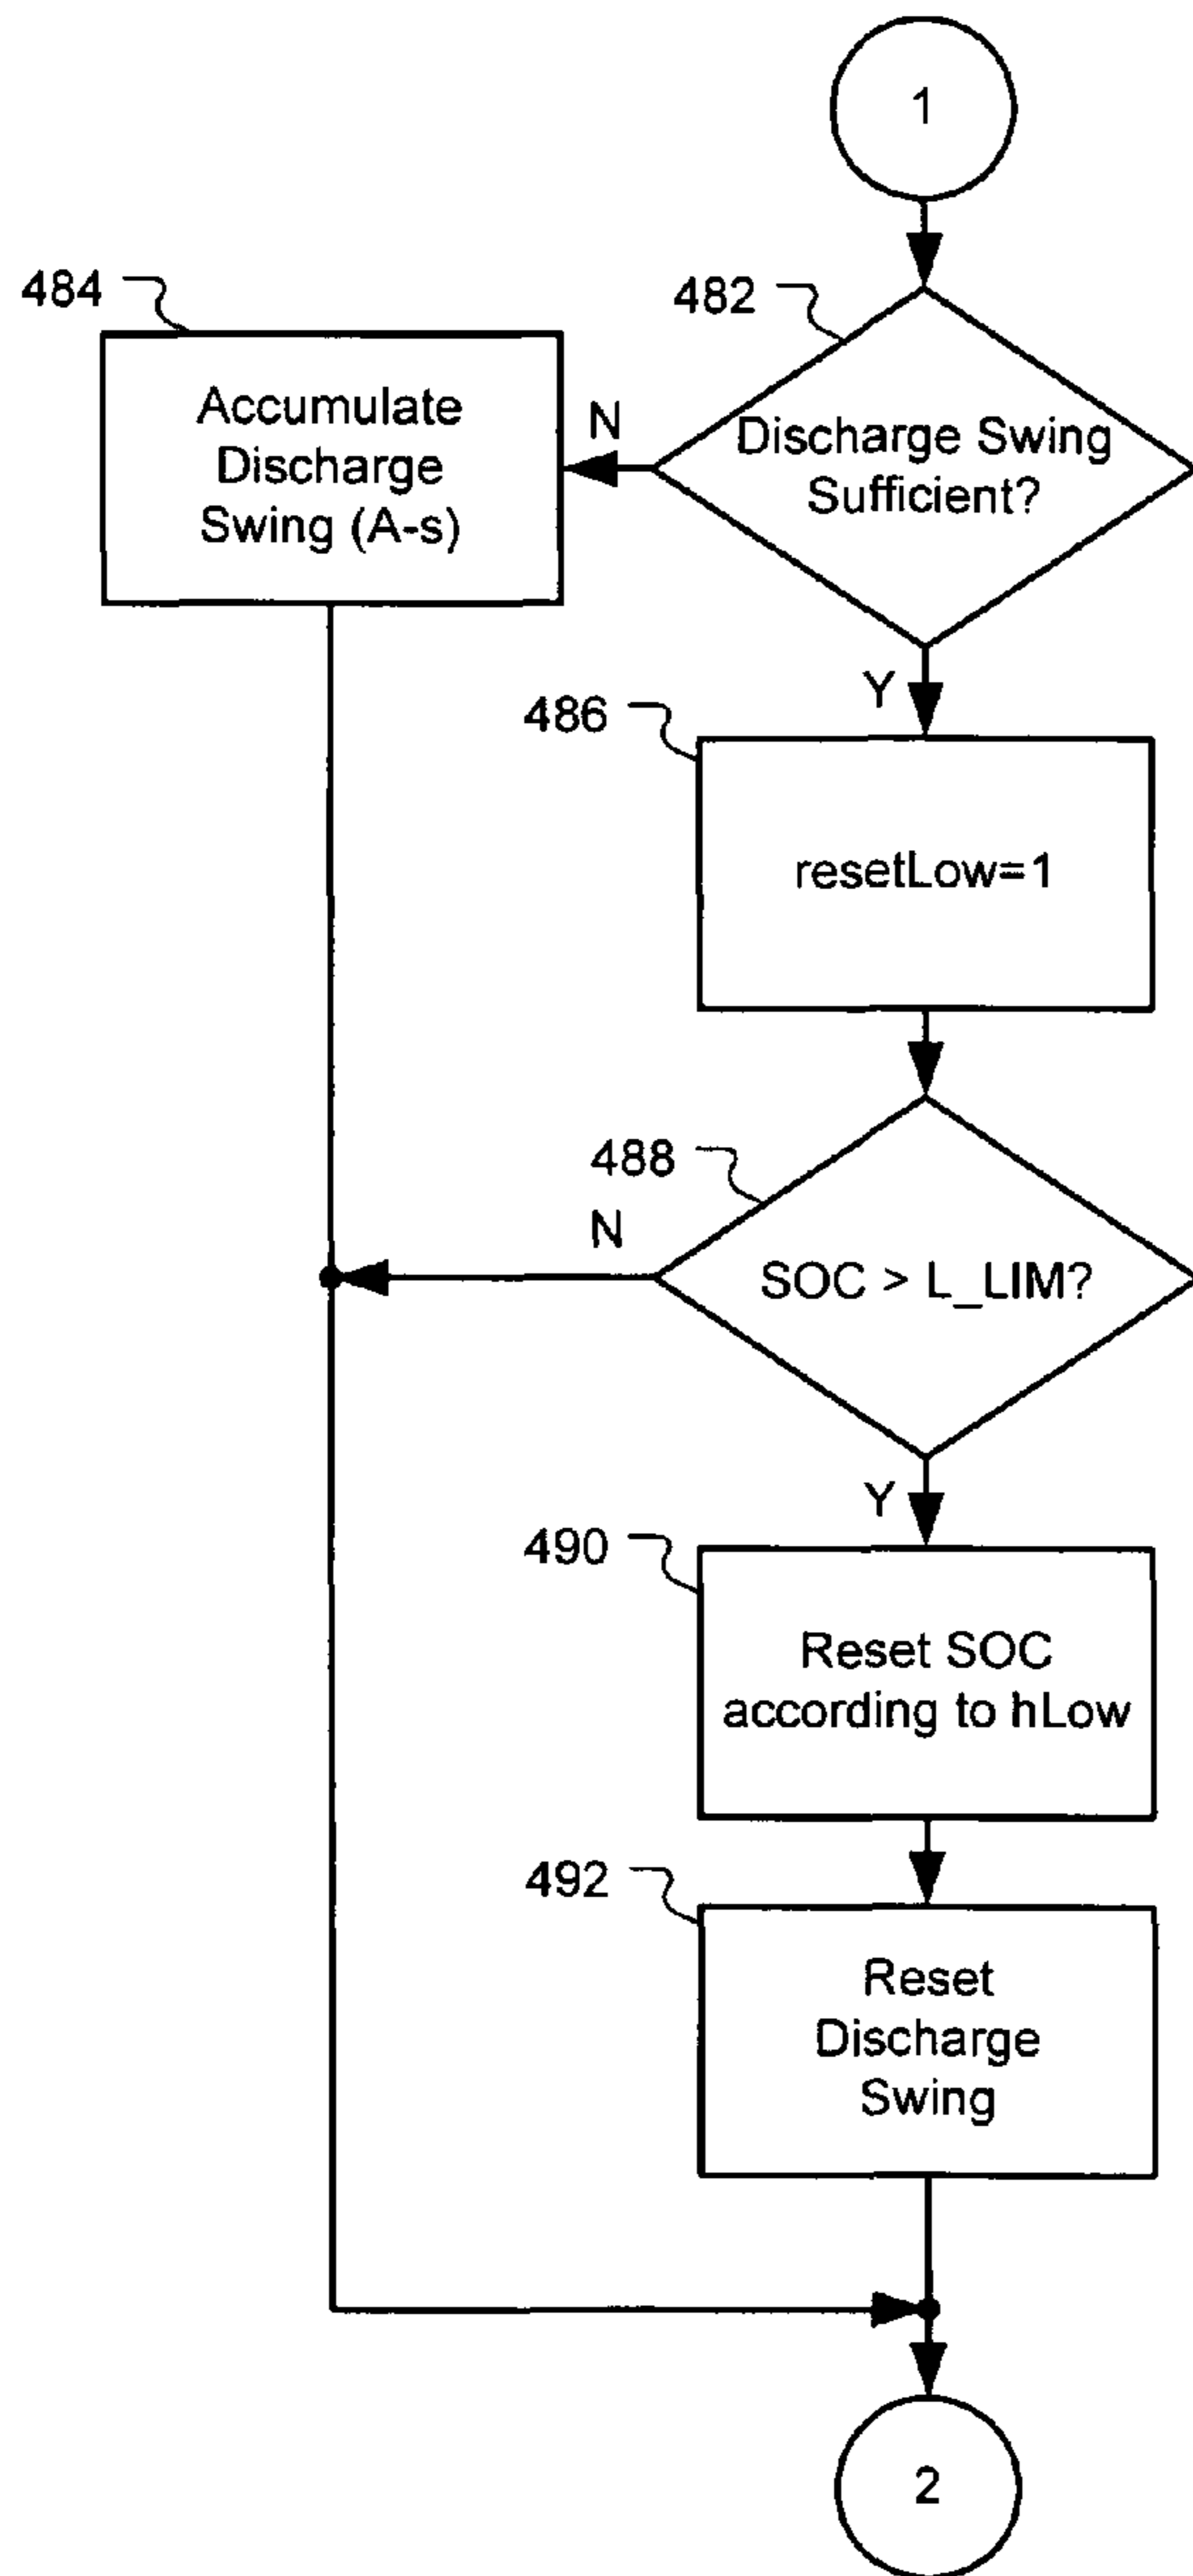 1
482
Discharge Swing
Sufficient?
N
484
Accumulate
Discharge
Swing (A-s)
Y
486
resetLow=1
488
SOC > L_LIM?
N
Y
490
Reset SOC
according to hLow
492
Reset
Discharge
Swing
2